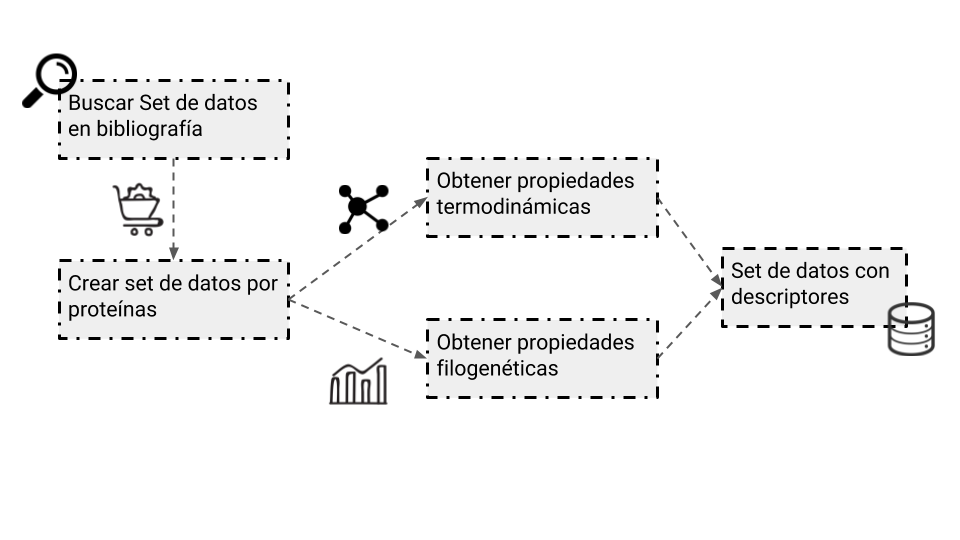 Buscar Set de datos
en bibliografía
Crear set de datos por
proteínas
Obtener propiedades
termodinámicas
Obtener propiedades
filogenéticas
Set de datos con
descriptores